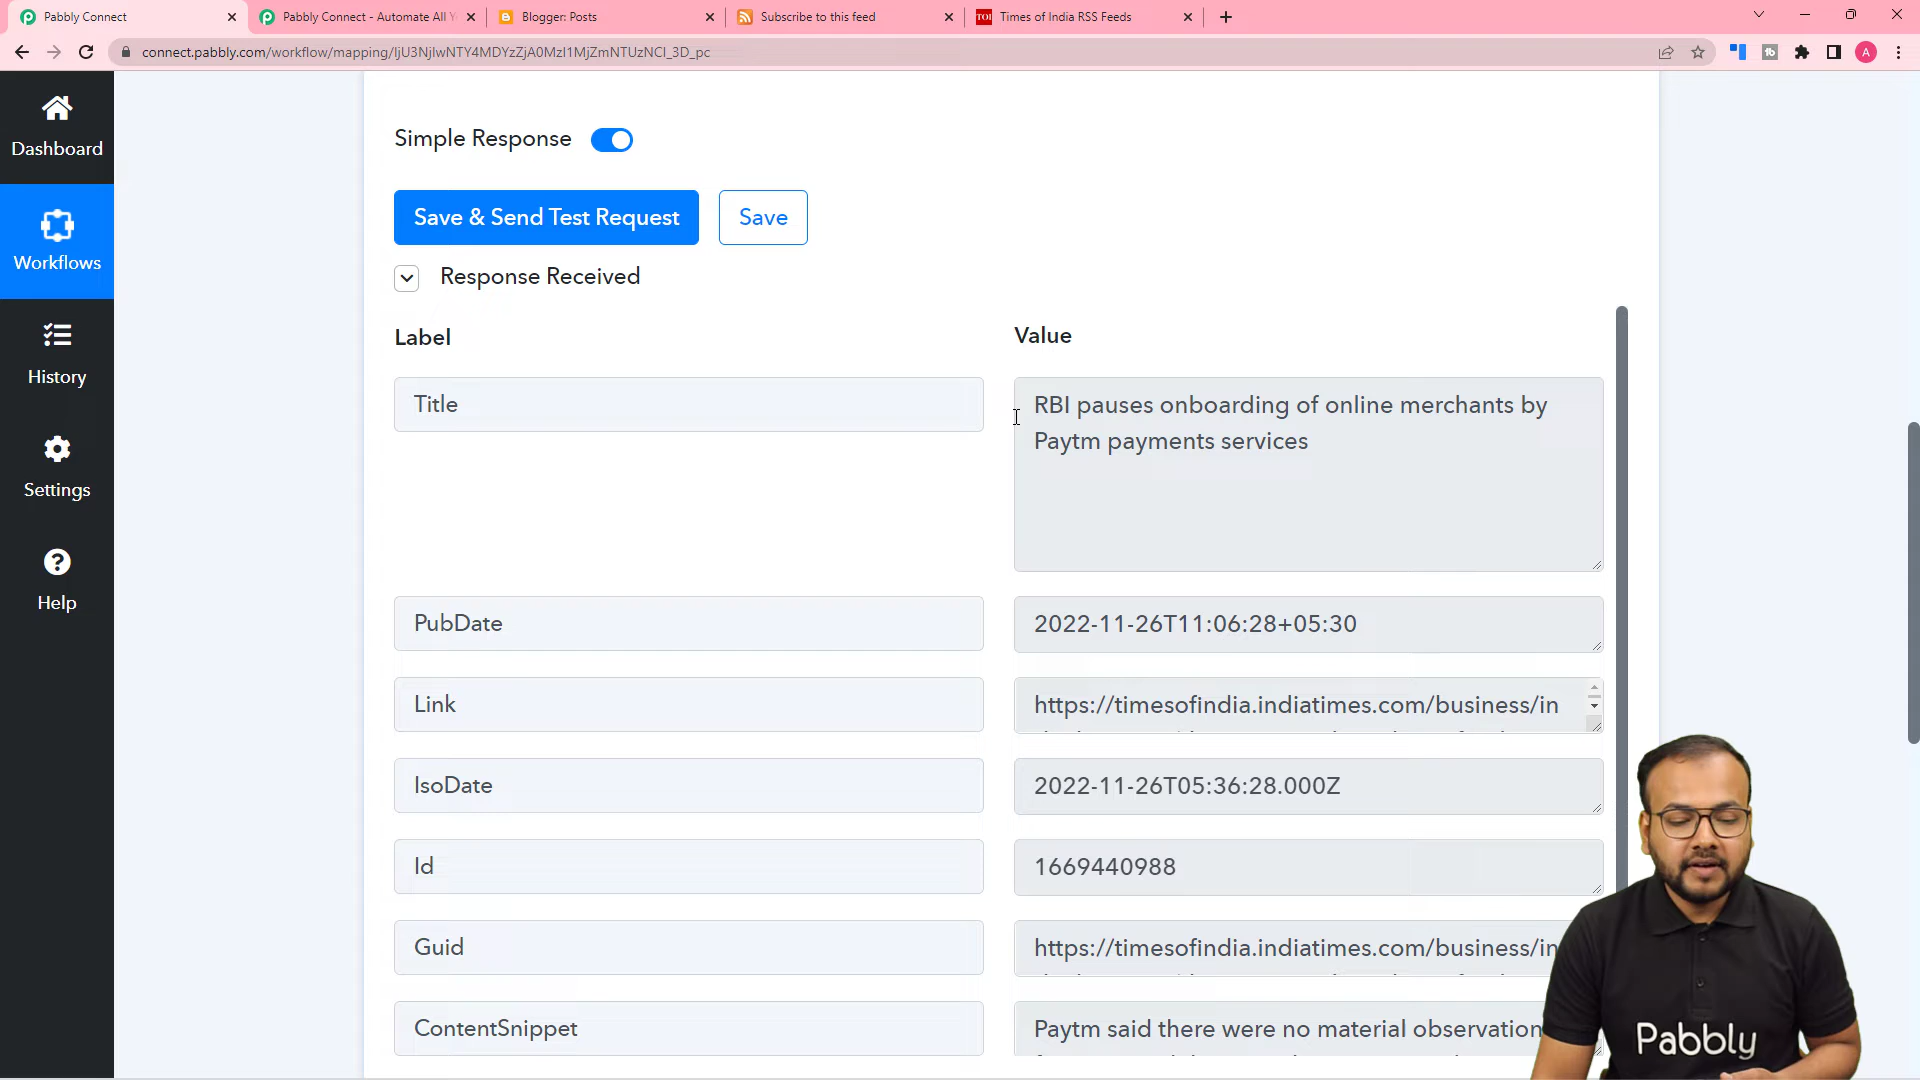 Pabbly Connect
Pabbly Connect - Automate All Y
Blogger: Posts
Subscribe to this feed
TOI
Times of India RSS Feeds
connect.pabbly.com/workflow/mapping/IjU3NjIwNTY4MDYzZjA0MzI1MjZmNTUzNCI_3D_pc
A
Dashboard
Workflows
History
Settings
Help
Simple Response
Save & Send Test Request
Save
Response Received
Label
Value
Title
RBI pauses onboarding of online merchants by
Paytm payments services
PubDate
2022-11-26T11:06:28+05:30
Link
https://timesofindia.indiatimes.com/business/in
IsoDate
2022-11-26T05:36:28.000Z
Id
1669440988
Guid
https://timesofindia.indiatimes.com/business/in
ContentSnippet
Paytm said there were no material observation
Pabbly